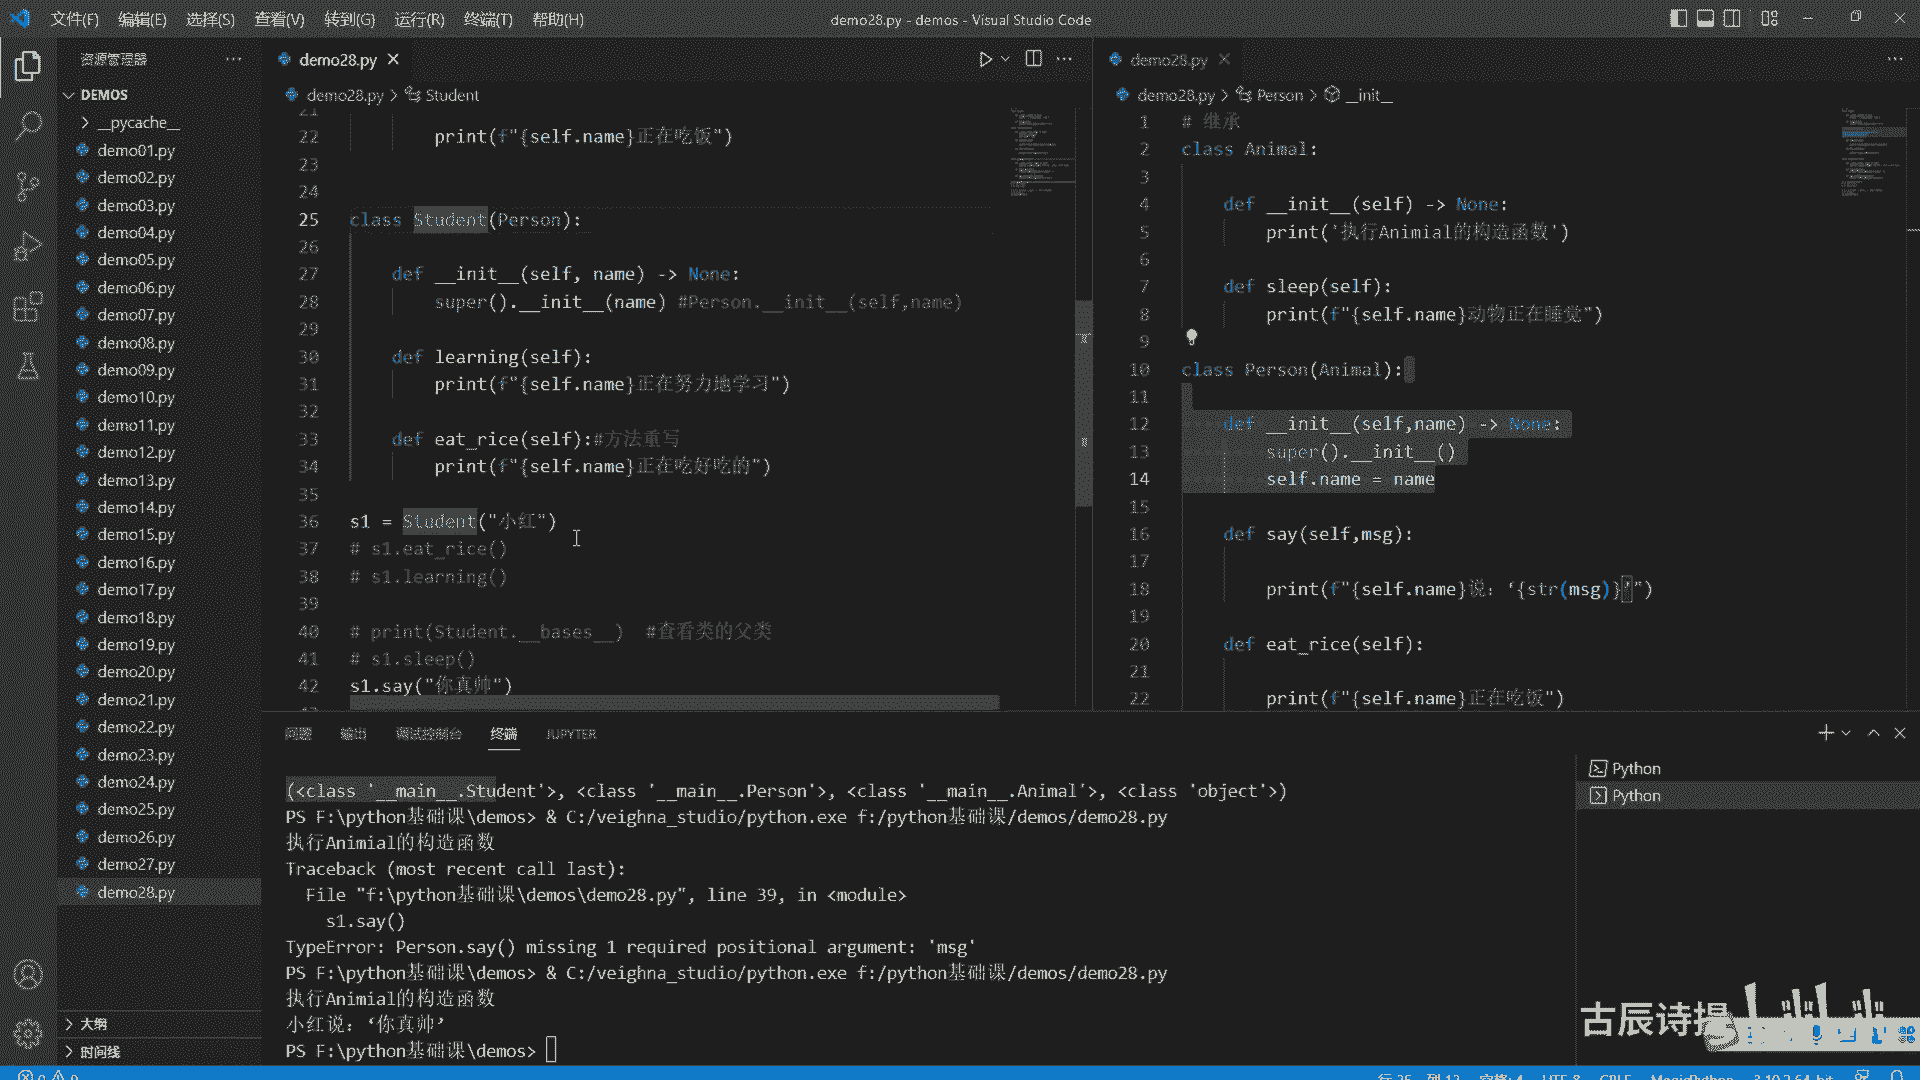 文件(F) 编辑(E) 选择(S) 查看(V) 转到(G) 运行(R) 终端(T) 帮助(H) demo28.py - demos - Visual Studio Code
资源管理器
DEMOS
__pycache__
demo01.py
demo02.py
demo03.py
demo04.py
demo05.py
demo06.py
demo07.py
demo08.py
demo09.py
demo10.py
demo11.py
demo12.py
demo13.py
demo14.py
demo15.py
demo16.py
demo17.py
demo18.py
demo19.py
demo20.py
demo21.py
demo22.py
demo23.py
demo24.py
demo25.py
demo26.py
demo27.py
demo28.py
大纲
时间线
demo28.py
demo28.py > Student
21
22 print(f"{self.name}正在吃饭")
23
24
25 class Student(Person):
26
27 def __init__(self, name) -> None:
28 super().__init__(name) #Person.__init__(self,name)
29
30 def learning(self):
31 print(f"{self.name}正在努力地学习")
32
33 def eat_rice(self):#方法重写
34 print(f"{self.name}正在吃好吃的")
35
36 s1 = Student("小红")
37 # s1.eat_rice()
38 # s1.learning()
39
40 # print(Student.__bases__) #查看类的父类
41 # s1.sleep()
42 s1.say("你真帅")
demo28.py
demo28.py > Person > __init__
1 # 继承
2 class Animal:
3
4 def __init__(self) -> None:
5 print('执行Animial的构造函数')
6
7 def sleep(self):
8 print(f"{self.name}动物正在睡觉")
9
10 class Person(Animal):
11
12 def __init__(self,name) -> None:
13 super().__init__()
14 self.name = name
15
16 def say(self,msg):
17
18 print(f"{self.name}说：‘{str(msg)}’")
19
20 def eat_rice(self):
21
22 print(f"{self.name}正在吃饭")
问题 输出 调试控制台 终端 JUPYTER
(<class '__main__.Student'>, <class '__main__.Person'>, <class '__main__.Animal'>, <class 'object'>)
PS F:\python基础课\demos> & C:/veighna_studio/python.exe f:/python基础课/demos/demo28.py
执行Animial的构造函数
Traceback (most recent call last):
File "f:\python基础课\demos\demo28.py", line 39, in <module>
s1.say()
TypeError: Person.say() missing 1 required positional argument: 'msg'
PS F:\python基础课\demos> & C:/veighna_studio/python.exe f:/python基础课/demos/demo28.py
执行Animial的构造函数
小红说：‘你真帅’
PS F:\python基础课\demos>
Python
Python
古辰诗提